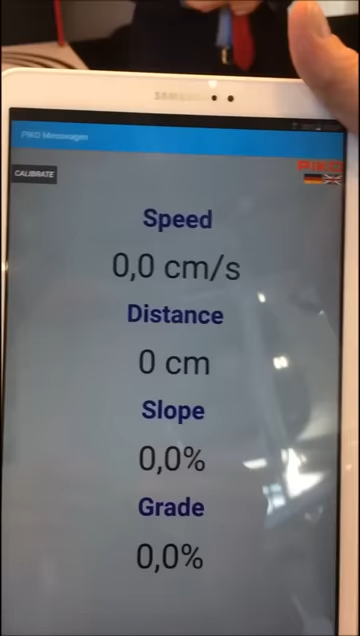 SAMSUNG
PIKO Messwagen
PIKO
CALIBRATE
Speed
0,0 cm/s
Distance
0 cm
Slope
0,0%
Grade
0,0%